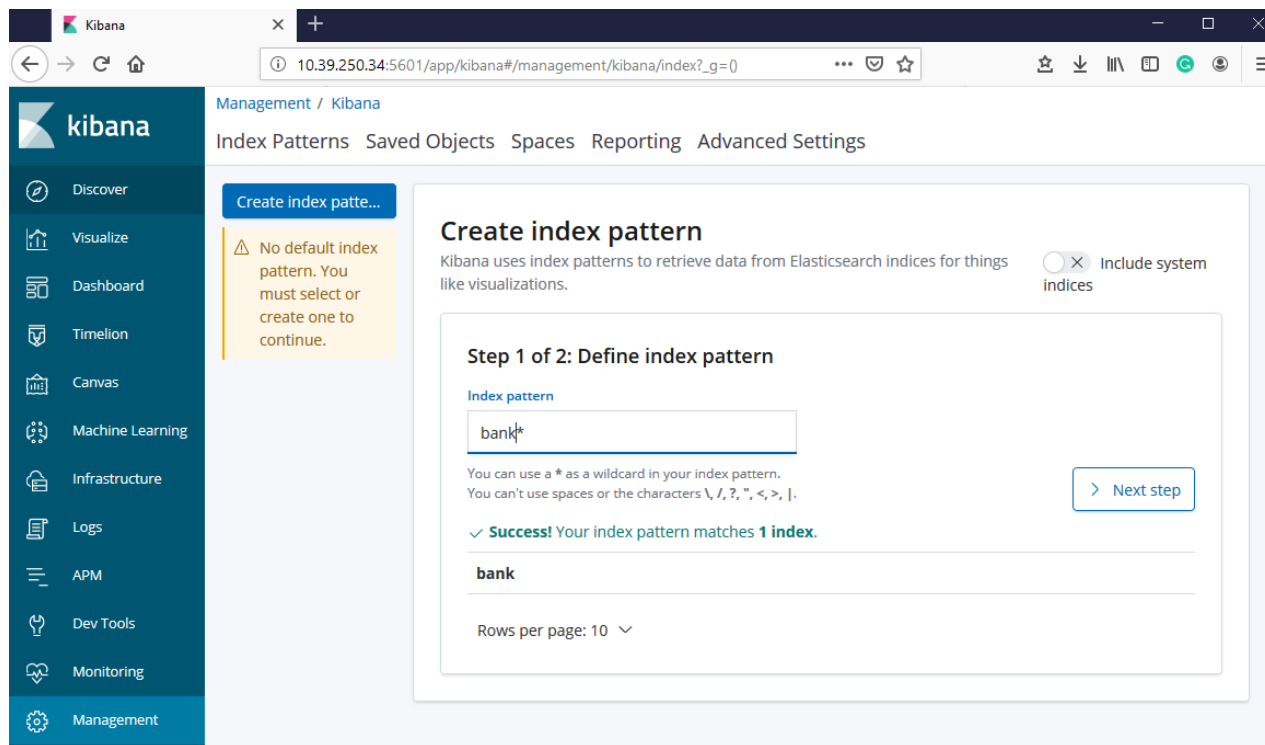 Kibana
10.39.250.34:5601/app/kibana#/management/kibana/index?_g=()
kibana
Management / Kibana
Index Patterns Saved Objects Spaces Reporting Advanced Settings
Discover
Visualize
Dashboard
Timelion
Canvas
Machine Learning
Infrastructure
Logs
APM
Dev Tools
Monitoring
Management
Create index patte...
No default index
pattern. You
must select or
create one to
continue.
Create index pattern
Kibana uses index patterns to retrieve data from Elasticsearch indices for things
like visualizations.
Include system
indices
Step 1 of 2: Define index pattern
Index pattern
bank*
You can use a * as a wildcard in your index pattern.
You can't use spaces or the characters \, /, ?, ", <, >, |.
Next step
Success! Your index pattern matches 1 index.
bank
Rows per page: 10